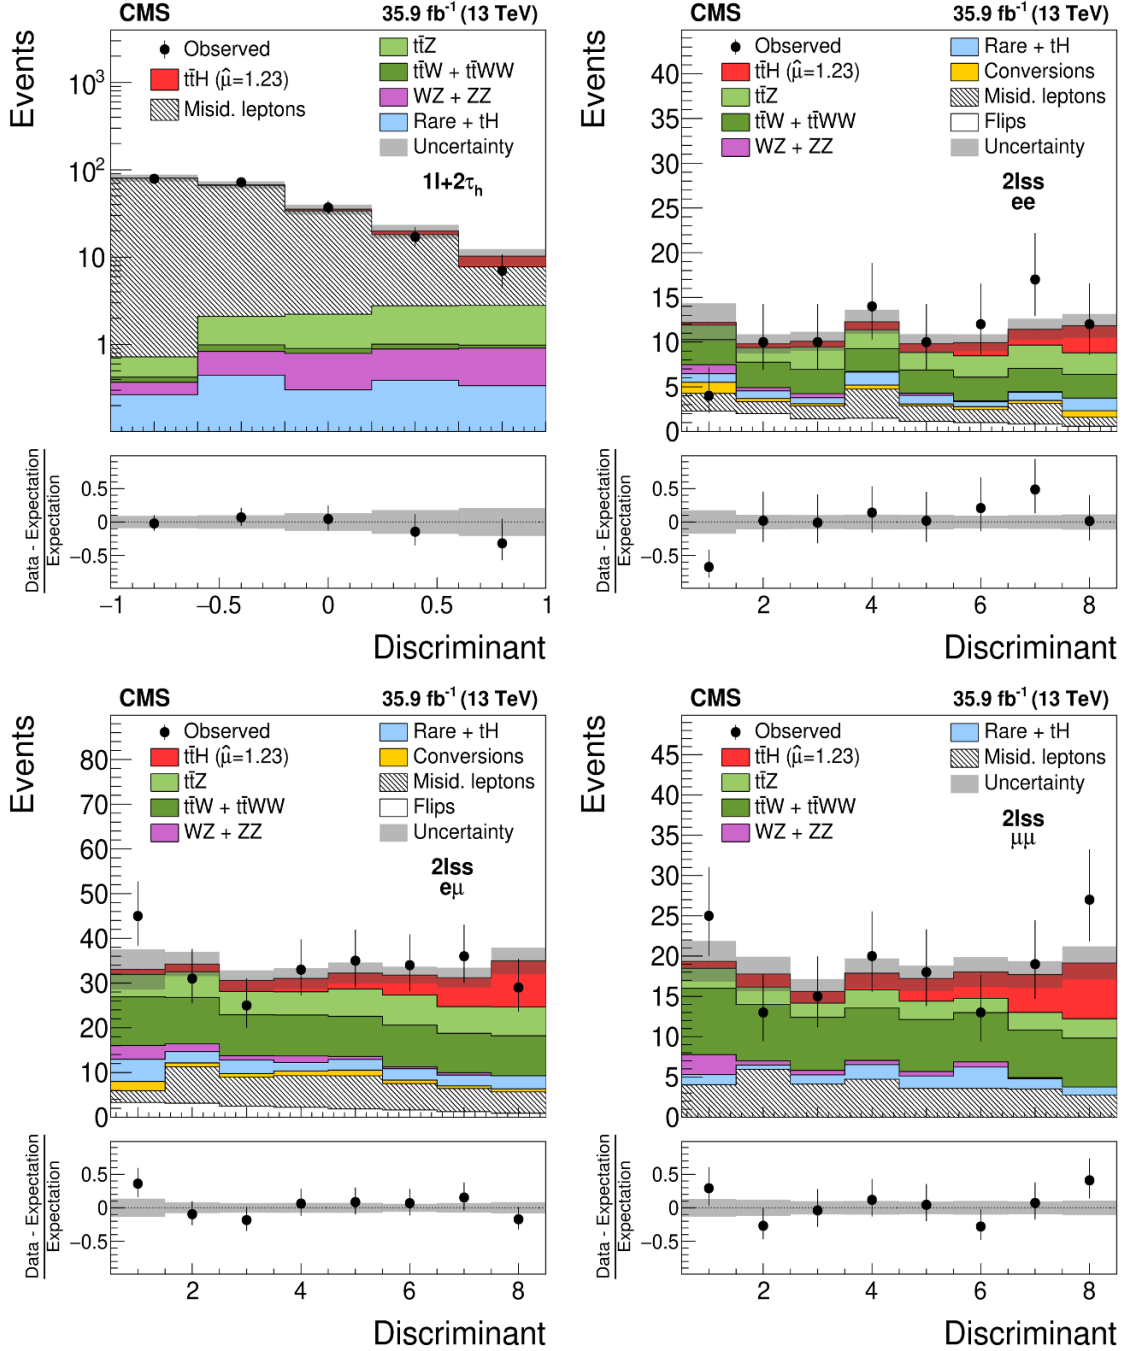 CMS 35.9 fb⁻¹ (13 TeV)
Events
Observed
tt̄H (μ̂=1.23)
Misid. leptons
tt̄Z
tt̄W + tt̄WW
WZ + ZZ
Rare + tH
Uncertainty
1l+2τh
10³
10²
10
1
Data - Expectation
Expectation
0.5
0
−0.5
−1 −0.5 0 0.5 1
Discriminant
CMS 35.9 fb⁻¹ (13 TeV)
Events
Observed
tt̄H (μ̂=1.23)
tt̄Z
tt̄W + tt̄WW
WZ + ZZ
Rare + tH
Conversions
Misid. leptons
Flips
Uncertainty
2lss
ee
40
35
30
25
20
15
10
5
0
Data - Expectation
Expectation
0.5
0
−0.5
2 4 6 8
Discriminant
CMS 35.9 fb⁻¹ (13 TeV)
Events
Observed
tt̄H (μ̂=1.23)
tt̄Z
tt̄W + tt̄WW
WZ + ZZ
Rare + tH
Conversions
Misid. leptons
Flips
Uncertainty
2lss
eμ
80
70
60
50
40
30
20
10
0
Data - Expectation
Expectation
0.5
0
−0.5
2 4 6 8
Discriminant
CMS 35.9 fb⁻¹ (13 TeV)
Events
Observed
tt̄H (μ̂=1.23)
tt̄Z
tt̄W + tt̄WW
WZ + ZZ
Rare + tH
Misid. leptons
Uncertainty
2lss
μμ
45
40
35
30
25
20
15
10
5
0
Data - Expectation
Expectation
0.5
0
−0.5
2 4 6 8
Discriminant